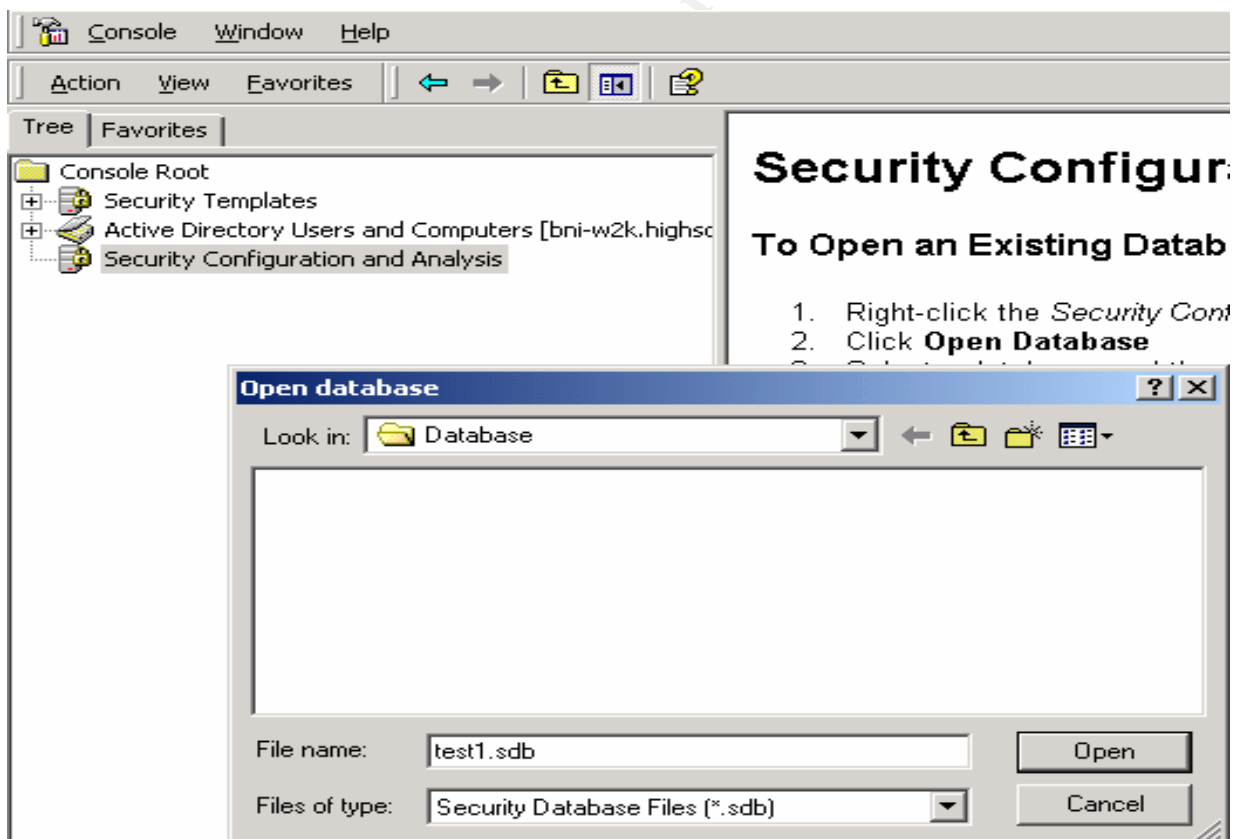 Console Window Help
Action View Favorites
Tree Favorites
Console Root
Security Templates
Active Directory Users and Computers [bni-w2k.highsc
Security Configuration and Analysis
Security Configur
To Open an Existing Datab
1. Right-click the Security Con
2. Click Open Database
Open database
Look in: Database
File name: test1.sdb Open
Files of type: Security Database Files (*.sdb) Cancel